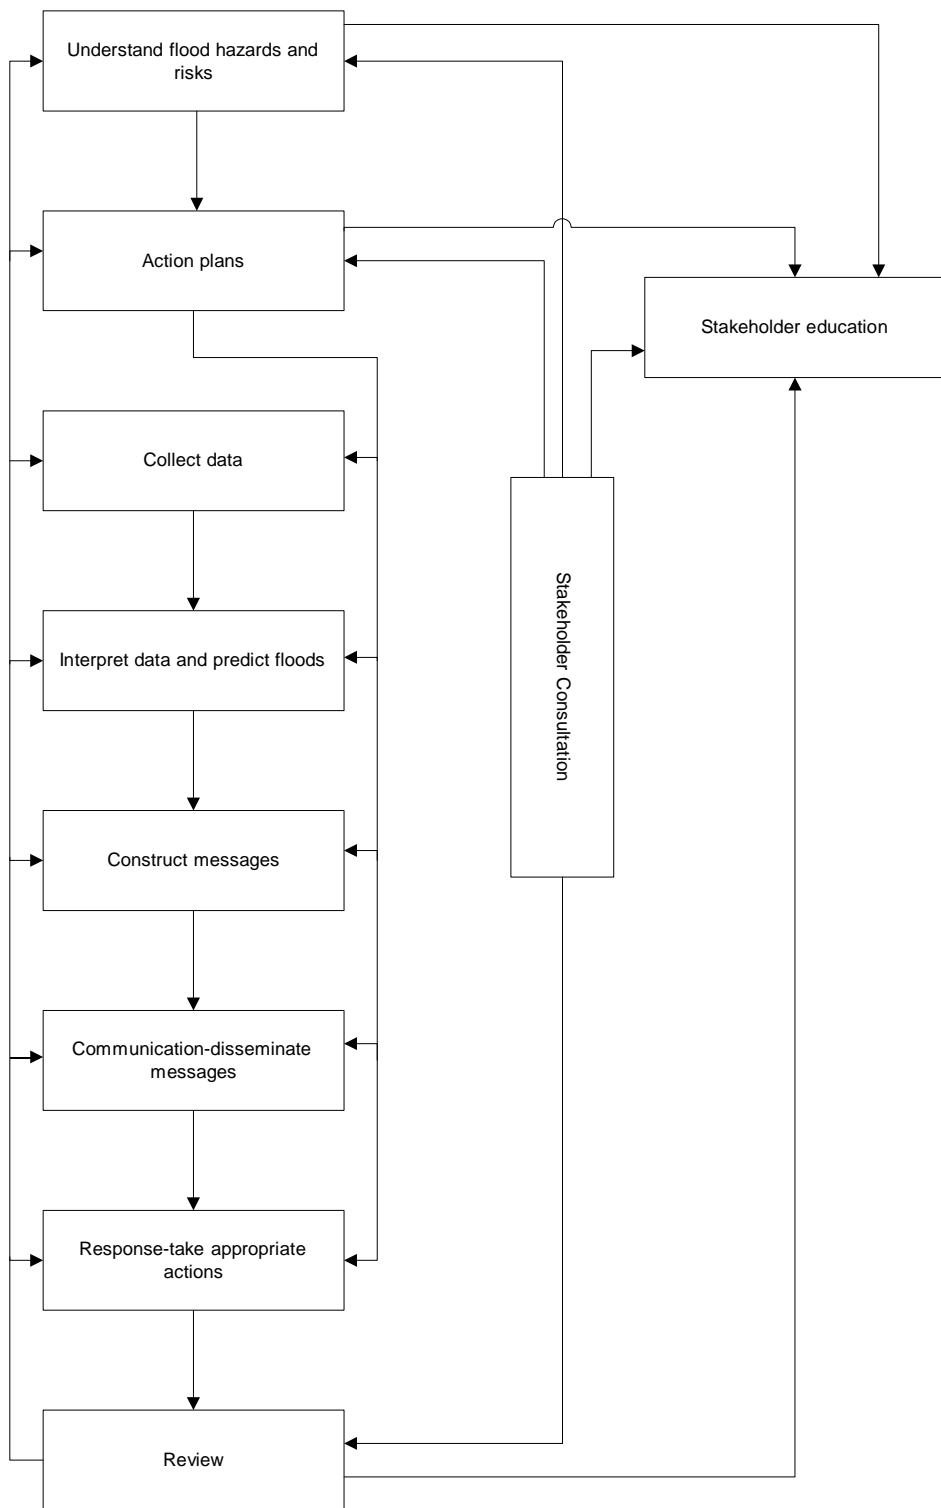 Understand flood hazards and
risks
Action plans
Stakeholder education
Collect data
Stakeholder Consultation
Interpret data and predict floods
Construct messages
Communication-disseminate
messages
Response-take appropriate
actions
Review